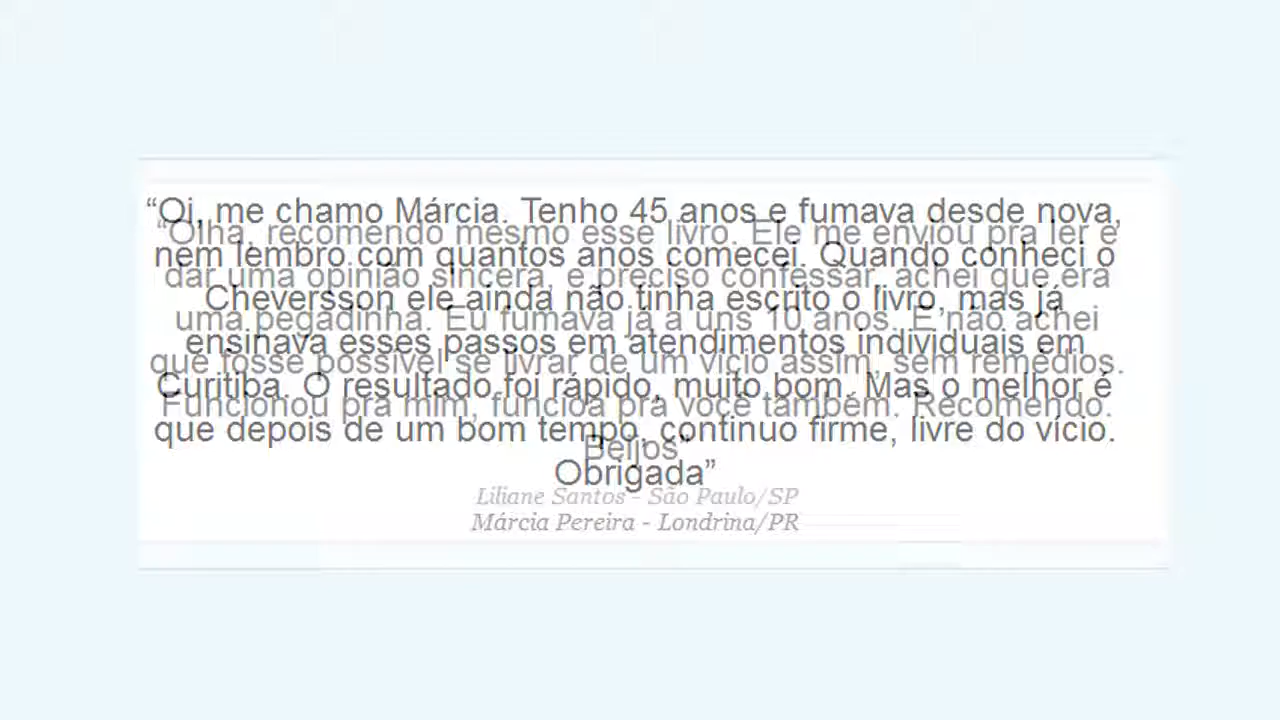 “Oi, me chamo Márcia. Tenho 45 anos e fumava desde nova,
nem lembro com quantos anos comecei. Quando conheci o
Cheversson ele ainda não tinha escrito o livro, mas já
ensinava esses passos em atendimentos individuais em
Curitiba. O resultado foi rápido, muito bom. Mas o melhor é
que depois de um bom tempo, continuo firme, livre do vício.
Obrigada”
Márcia Pereira - Londrina/PR
“Olha, recomendo mesmo esse livro. Ele me enviou pra ler e
dar uma opinião sincera, e preciso confessar, achei que era
uma pegadinha. Eu fumava já a uns 10 anos. E não achei
que fosse possível se livrar de um vício assim, sem remédios.
Funcionou pra mim, funcioa pra você também. Recomendo.
Beijos”
Liliane Santos - São Paulo/SP